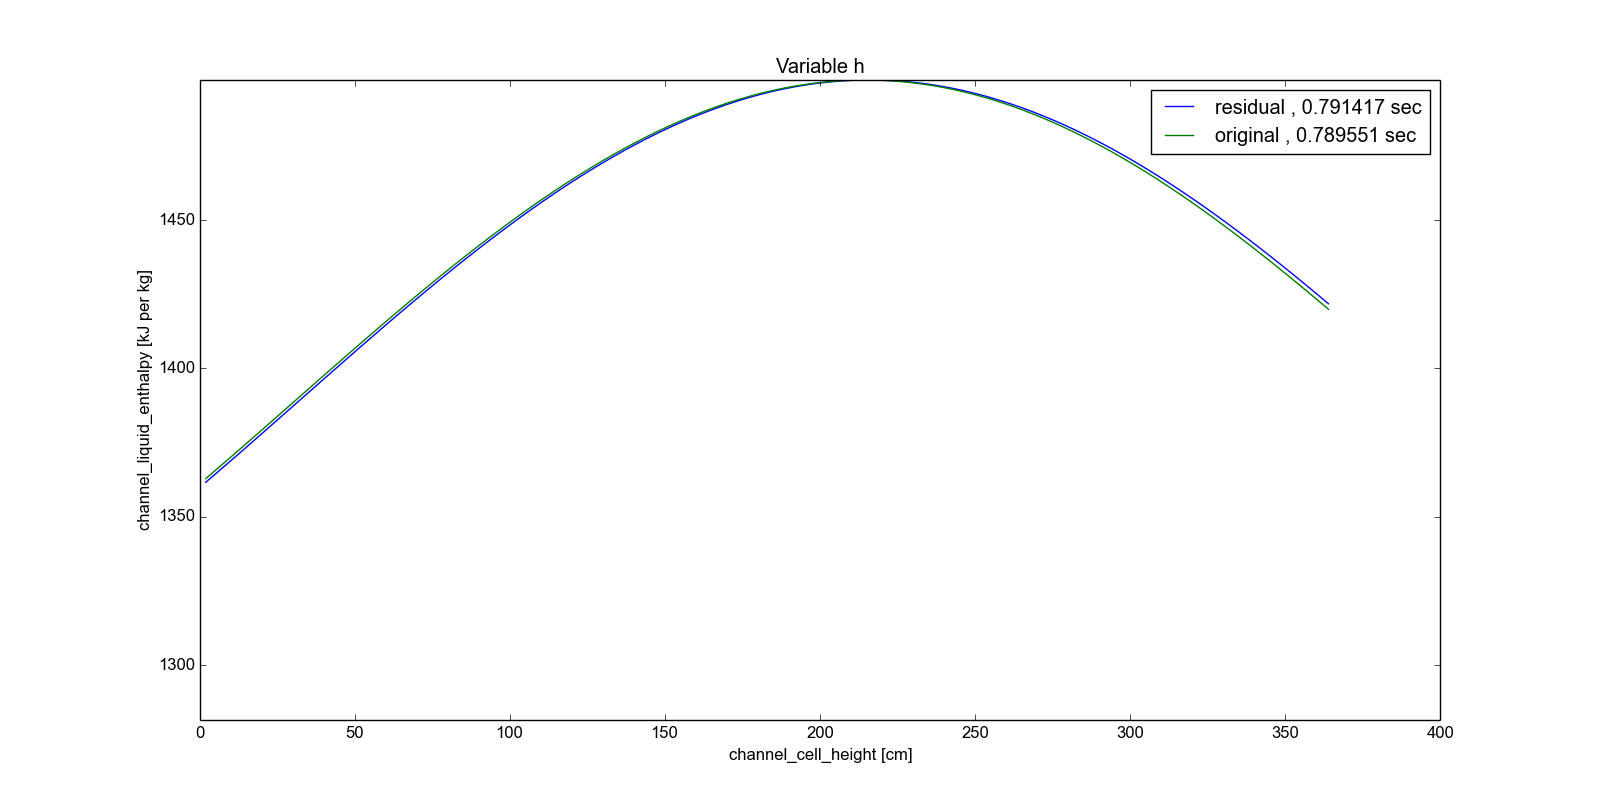 Variable h
residual , 0.791417 sec
original , 0.789551 sec
channel_liquid_enthalpy [kJ per kg]
1450
1400
1350
1300
0 50 100 150 200 250 300 350 400
channel_cell_height [cm]